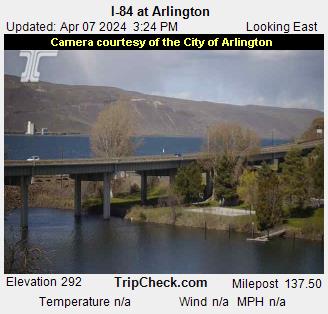 I-84 at Arlington
Updated: Apr 07 2024 3:24 PM Looking East
Camera courtesy of the City of Arlington
Elevation 292 TripCheck.com Milepost 137.50
Temperature n/a Wind n/a MPH n/a